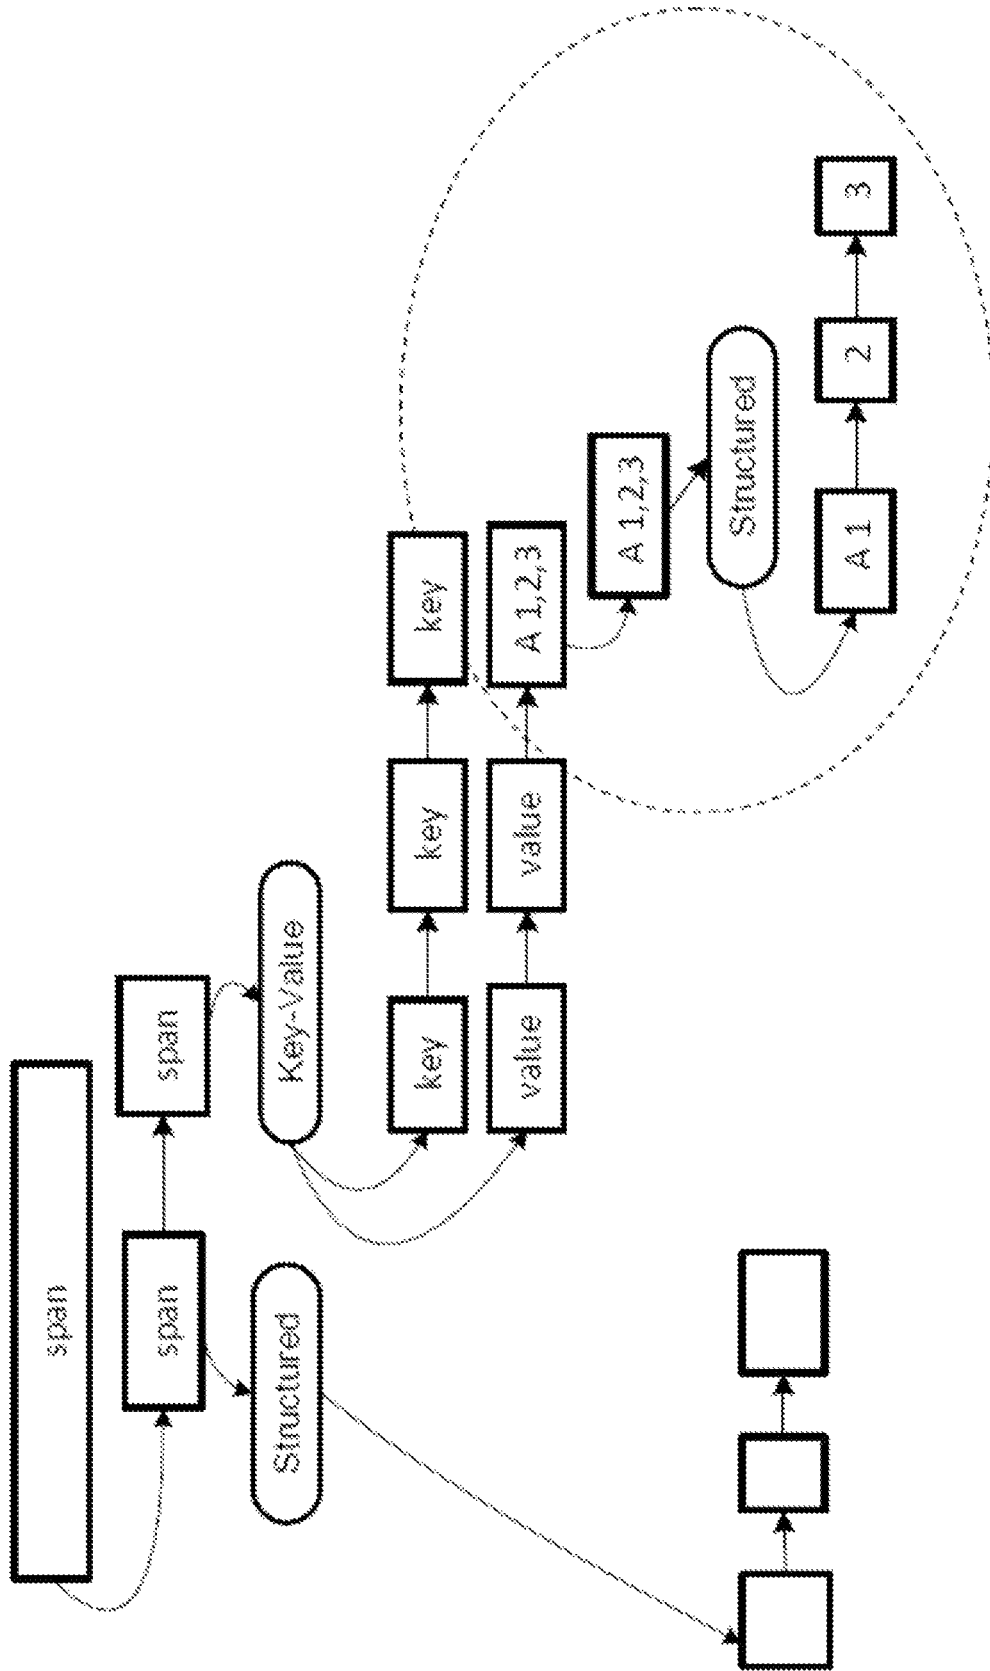 span
span
span
Structured
Key-Value
key
key
key
value
value
A 1,2,3
A 1,2,3
Structured
A 1
2
3